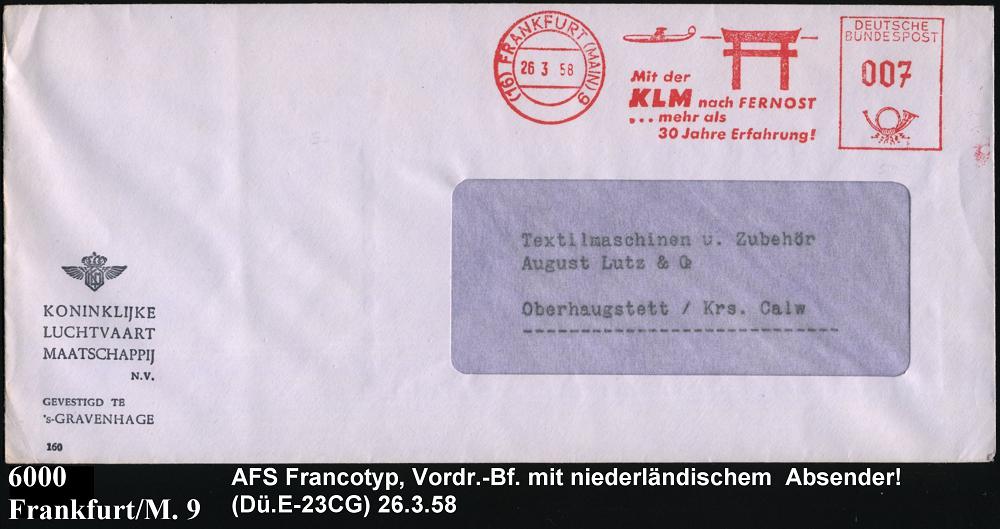 (16) FRANKFURT (MAIN) 9
26 3 58
Mit der
KLM nach FERNOST
... mehr als
30 Jahre Erfahrung!
DEUTSCHE
BUNDESPOST
007
Textilmaschinen u. Zubehör
August Lutz & Co
Oberhaugstett / Krs. Calw
KONINKLIJKE
LUCHTVAART
MAATSCHAPPIJ
N.V.
GEVESTIGD TE
's-GRAVENHAGE
160
6000
Frankfurt/M. 9
AFS Francotyp, Vordr.-Bf. mit niederländischem Absender!
(Dü.E-23CG) 26.3.58